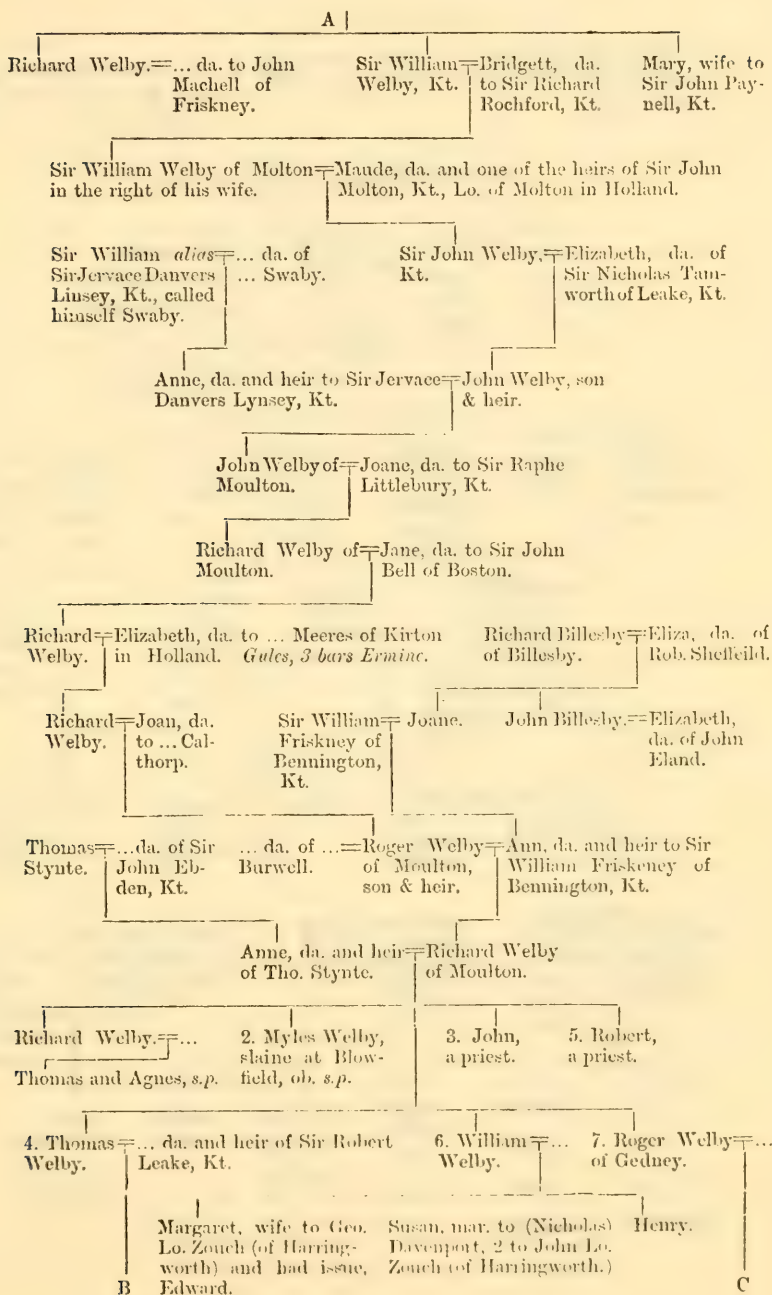 A
Richard Welby.=... da. to John
Machell of
Friskney.
Sir William
Welby, Kt.
Bridgett, da.
to Sir Richard
Rochford, Kt.
Mary, wife to
Sir John Pay-
nell, Kt.
Sir William Welby of Molton
in the right of his wife.
Maude, da. and one of the heirs of Sir John
Molton, Kt., Lo. of Molton in Holland.
Sir William alias
Sir Jervace Danvers
Linsey, Kt., called
himself Swaby.
... da. of
... Swaby.
Sir John Welby,
Kt.
Elizabeth, da. of
Sir Nicholas Tam-
worth of Leake, Kt.
Anne, da. and heir to Sir Jervace
Danvers Lynsey, Kt.
John Welby, son
& heir.
John Welby of
Moulton.
Joane, da. to Sir Raphe
Littlebury, Kt.
Richard Welby of
Moulton.
Jane, da. to Sir John
Bell of Boston.
Richard
Welby.
Elizabeth, da. to ... Meeres of Kirton
in Holland. Gules, 3 bars Ermine.
Richard Billesby
of Billesby.
Eliza, da. of
Rob. Sheffeild.
Richard
Welby.
Joan, da.
to ... Cal-
thorp.
Sir William
Friskney of
Bennington,
Kt.
Joane.
John Billesby.=Elizabeth,
da. of John
Eland.
Thomas
Stynte.
...da. of Sir
John Eb-
den, Kt.
... da. of ...
Burwell.
=Roger Welby
of Moulton,
son & heir.
Ann, da. and heir to Sir
William Friskeney of
Bennington, Kt.
Anne, da. and heir
of Tho. Stynte.
Richard Welby
of Moulton.
Richard Welby.=...
Thomas and Agnes, s.p.
2. Myles Welby,
slaine at Blow-
field, ob. s.p.
3. John,
a priest.
5. Robert,
a priest.
4. Thomas
Welby.
... da. and heir of Sir Robert
Leake, Kt.
6. William
Welby.
...
7. Roger Welby
of Gedney.
...
Margaret, wife to Geo.
Lo. Zouch (of Harring-
worth) and had issue,
Edward.
Susan, mar. to (Nicholas)
Davenport, 2 to John Lo.
Zouch (of Harringworth.)
Henry.
B
C